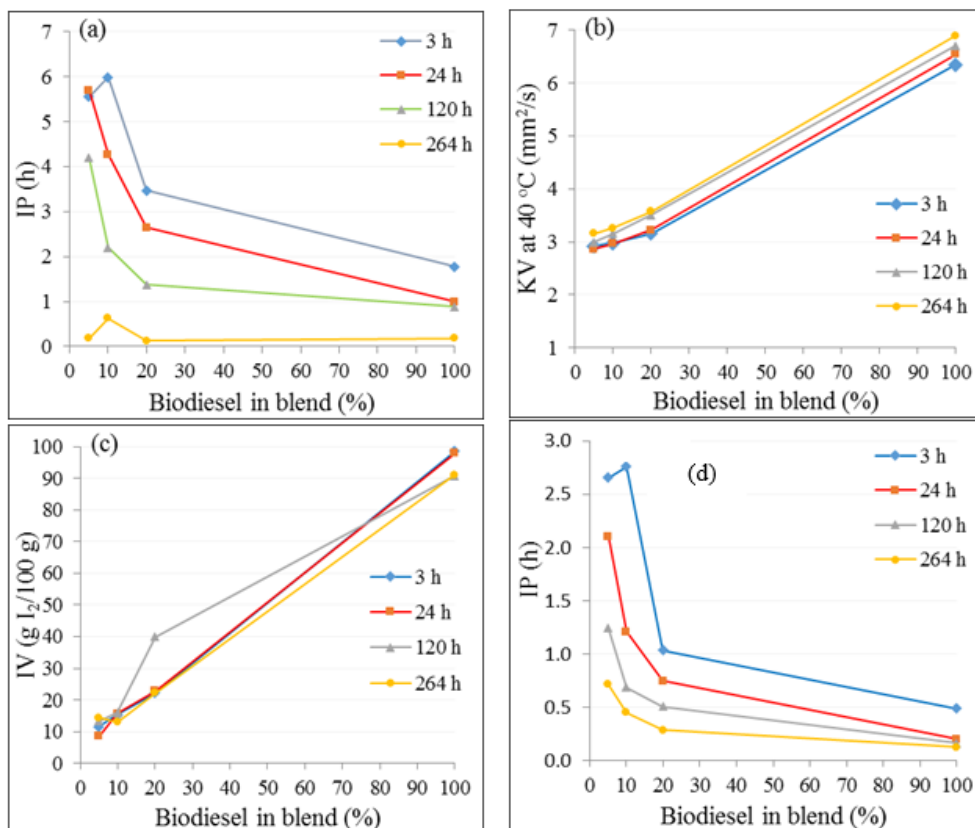 (a)
3 h
24 h
120 h
264 h
IP (h)
7
6
5
4
3
2
1
0
0 10 20 30 40 50 60 70 80 90 100
Biodiesel in blend (%)
(b)
KV at 40 °C (mm²/s)
7
6
5
4
3
2
1
3 h
24 h
120 h
264 h
0 10 20 30 40 50 60 70 80 90 100
Biodiesel in blend (%)
(c)
IV (g I₂/100 g)
100
90
80
70
60
50
40
30
20
10
0
3 h
24 h
120 h
264 h
0 10 20 30 40 50 60 70 80 90 100
Biodiesel in blend (%)
(d)
3 h
24 h
120 h
264 h
IP (h)
3.0
2.5
2.0
1.5
1.0
0.5
0.0
0 10 20 30 40 50 60 70 80 90 100
Biodiesel in blend (%)